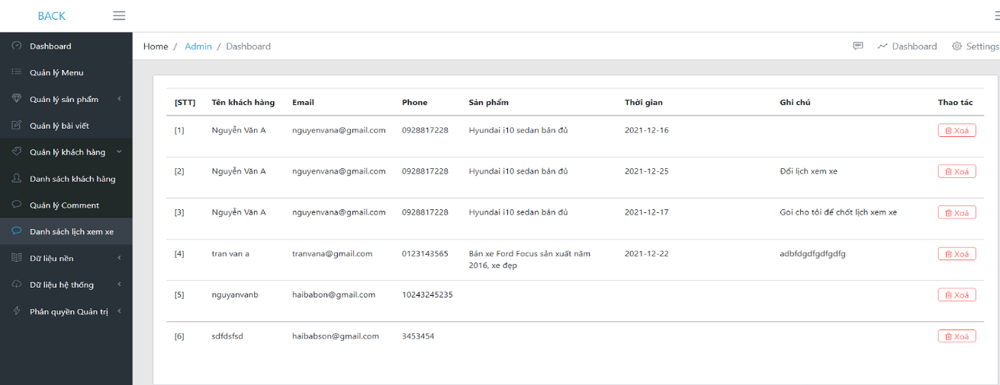 BACK
Home / Admin / Dashboard
Dashboard
Settings
Dashboard
Quản lý Menu
Quản lý sản phẩm
Quản lý bài viết
Quản lý khách hàng
Danh sách khách hàng
Quản lý Comment
Danh sách lịch xem xe
Dữ liệu nền
Dữ liệu hệ thống
Phân quyền Quản trị
[STT] Tên khách hàng Email Phone Sản phẩm Thời gian Ghi chú Thao tác
[1] Nguyễn Văn A nguyenvana@gmail.com 0928817228 Hyundai i10 sedan bản đủ 2021-12-16 Xoá
[2] Nguyễn Văn A nguyenvana@gmail.com 0928817228 Hyundai i10 sedan bản đủ 2021-12-25 Đổi lịch xem xe Xoá
[3] Nguyễn Văn A nguyenvana@gmail.com 0928817228 Hyundai i10 sedan bản đủ 2021-12-17 Goi cho tôi để chốt lịch xem xe Xoá
[4] tran van a tranvana@gmail.com 0123143565 Bán xe Ford Focus sản xuất năm 2021-12-22 adbfdgdfgdfgdfg Xoá
2016, xe đẹp
[5] nguyanvanb haibabon@gmail.com 10243245235 Xoá
[6] sdfdsfsd haibabson@gmail.com 3453454 Xoá